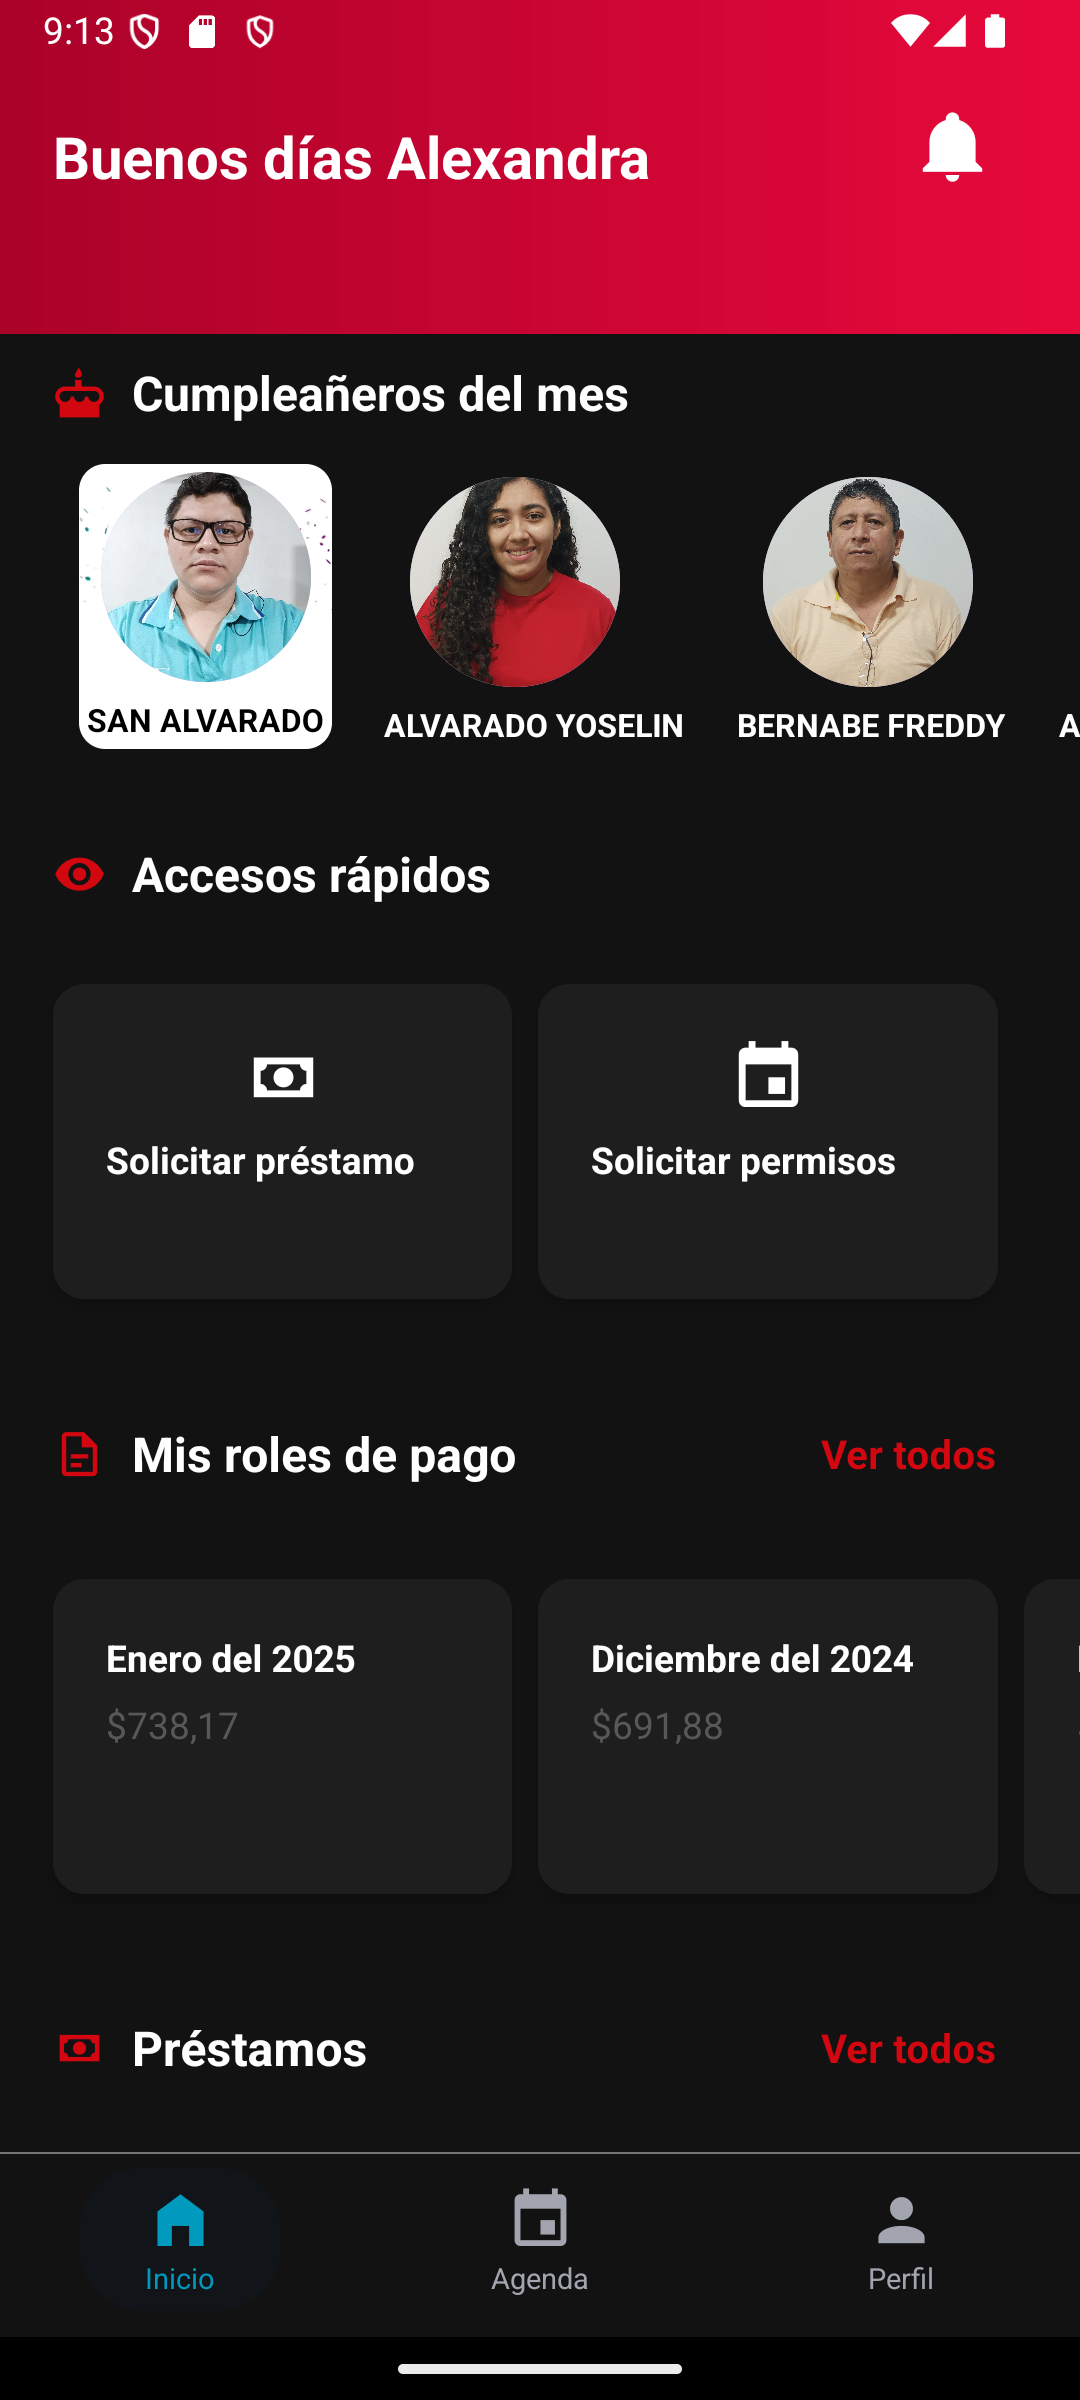 9:13
Buenos días Alexandra
Cumpleañeros del mes
SAN ALVARADO
ALVARADO YOSELIN
BERNABE FREDDY
A
Accesos rápidos
Solicitar préstamo
Solicitar permisos
Mis roles de pago
Ver todos
Enero del 2025
Diciembre del 2024
$738,17
$691,88
Préstamos
Ver todos
Inicio
Agenda
Perfil